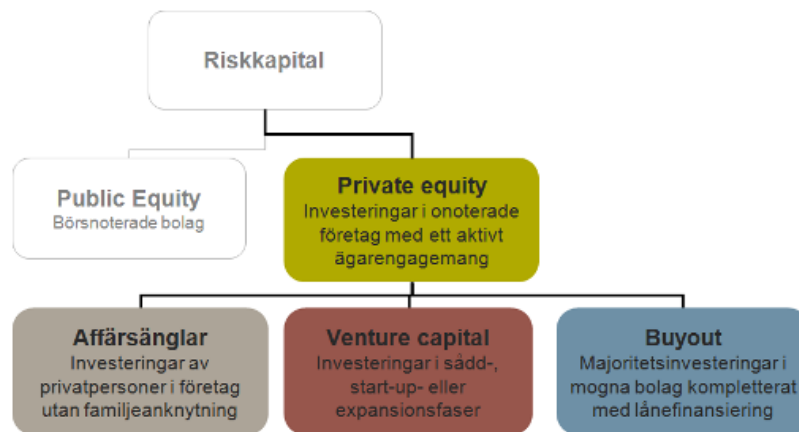 Riskkapital
Public Equity
Börsnoterade bolag
Private equity
Investeringar i onoterade
företag med ett aktivt
ägarengagemang
Affärsänglar
Investeringar av
privatpersoner i företag
utan familjeanknytning
Venture capital
Investeringar i sådd-,
start-up- eller
expansionsfaser
Buyout
Majoritetsinvesteringar i
mogna bolag kompletterat
med lånefinansiering